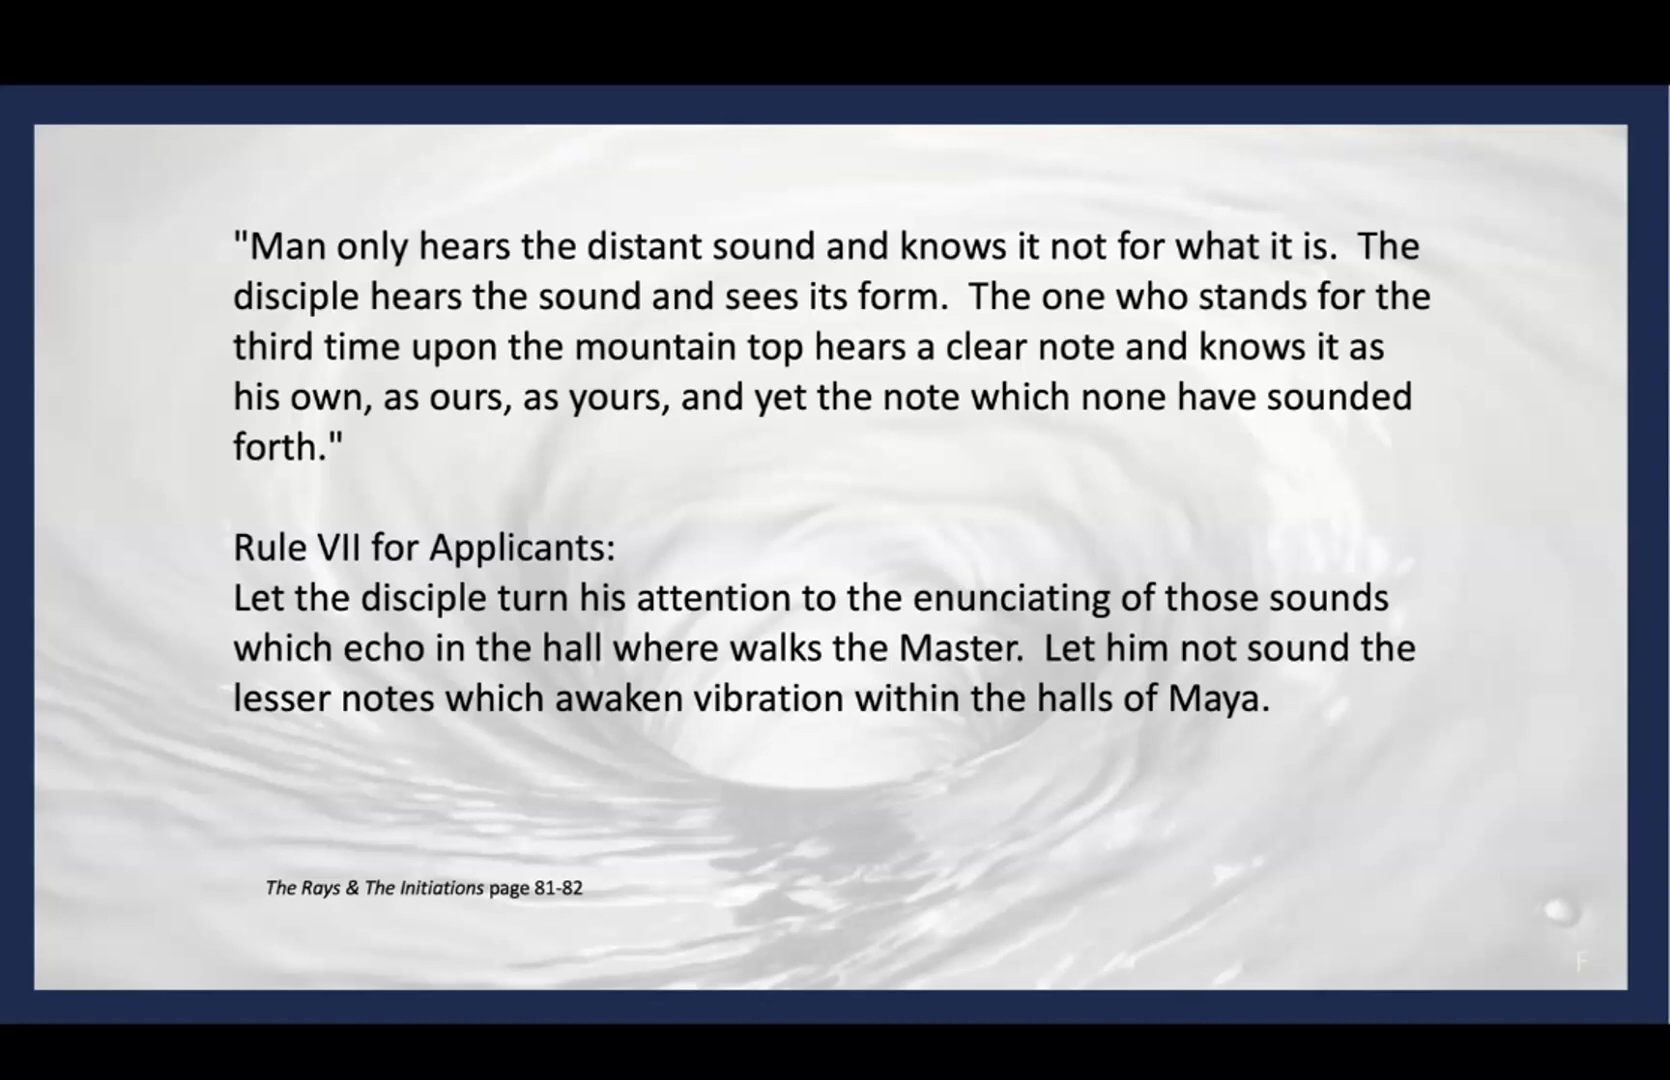 "Man only hears the distant sound and knows it not for what it is.  The
disciple hears the sound and sees its form.  The one who stands for the
third time upon the mountain top hears a clear note and knows it as
his own, as ours, as yours, and yet the note which none have sounded
forth."
Rule VII for Applicants:
Let the disciple turn his attention to the enunciating of those sounds
which echo in the hall where walks the Master.  Let him not sound the
lesser notes which awaken vibration within the halls of Maya.
The Rays & The Initiations page 81-82
F